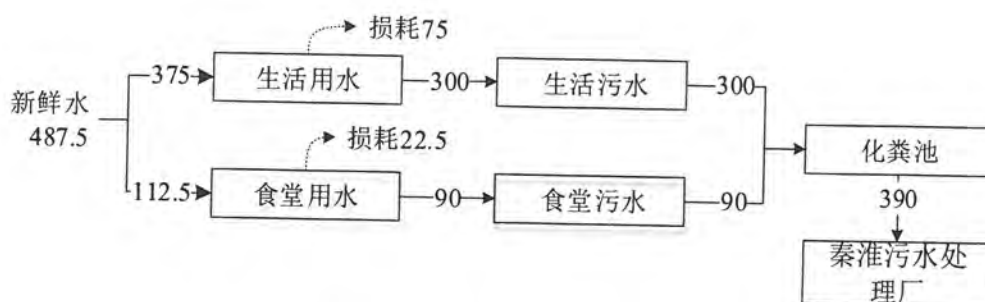 损耗75
375
生活用水
300
生活污水
300
新鲜水
487.5
损耗22.5
化粪池
112.5
食堂用水
90
食堂污水
90
390
秦淮污水处
理厂